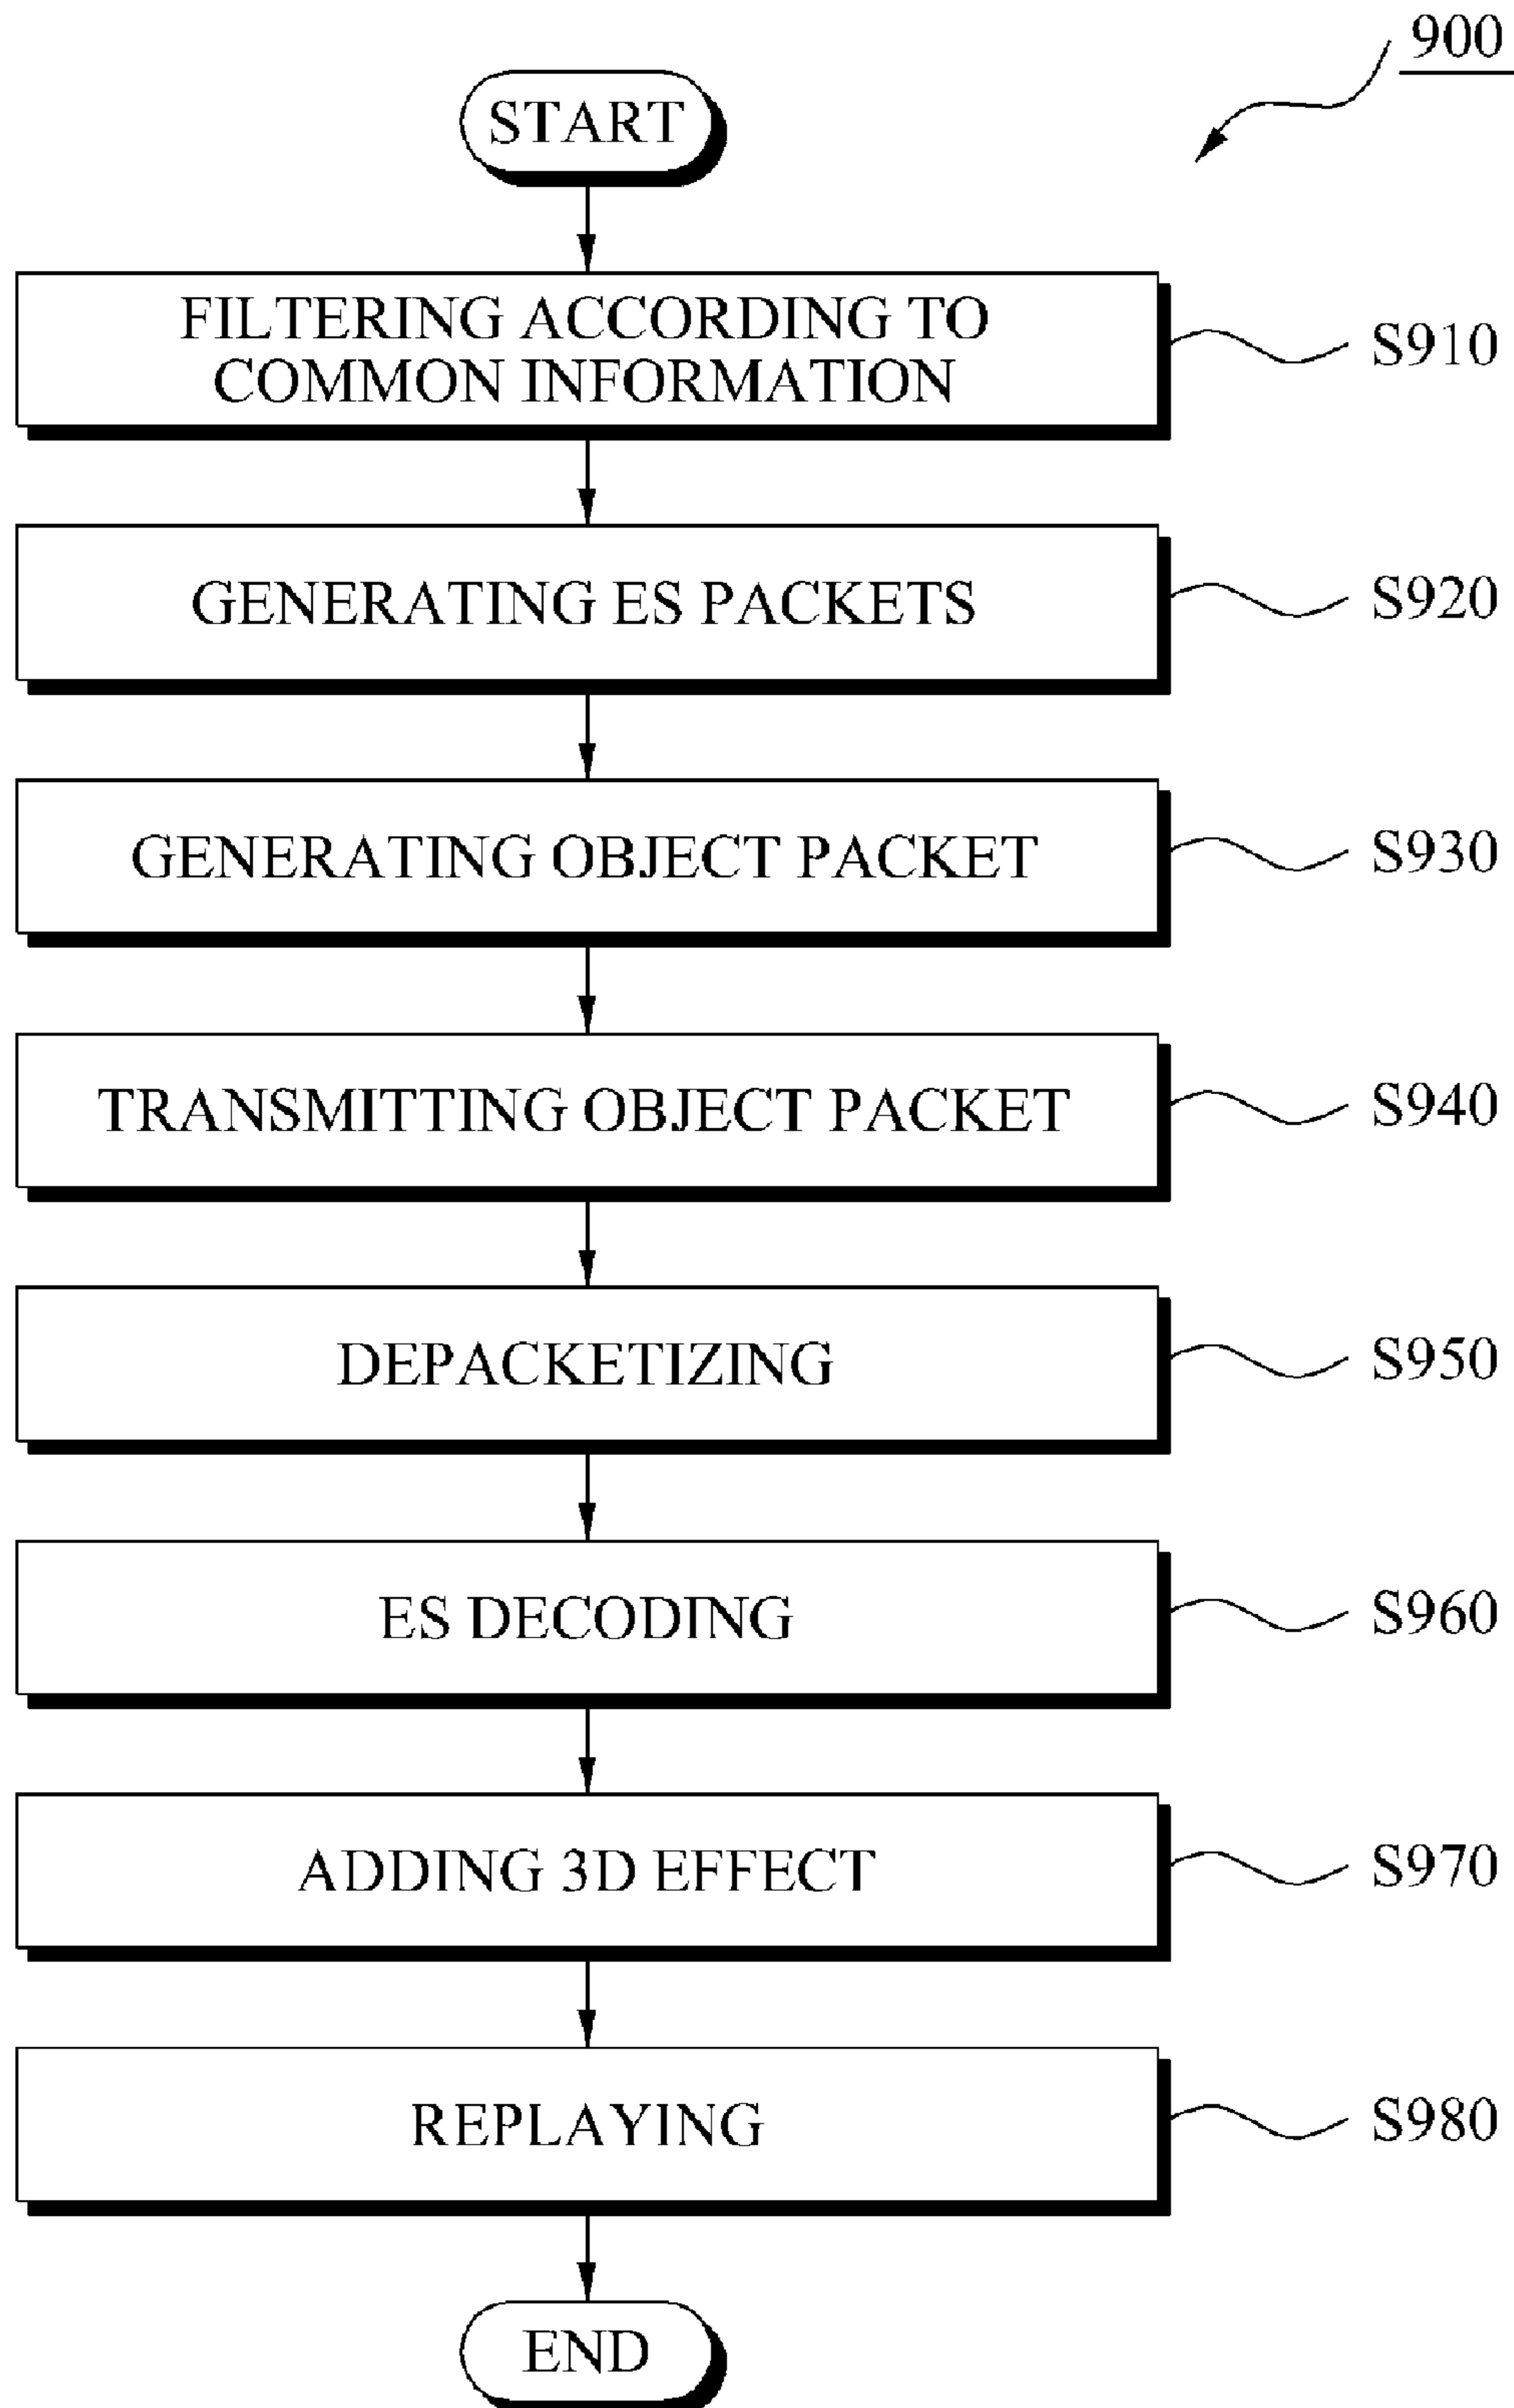 900
START
FILTERING ACCORDING TO
COMMON INFORMATION
S910
GENERATING ES PACKETS
S920
GENERATING OBJECT PACKET
S930
TRANSMITTING OBJECT PACKET
S940
DEPACKETIZING
S950
ES DECODING
S960
ADDING 3D EFFECT
S970
REPLAYING
S980
END